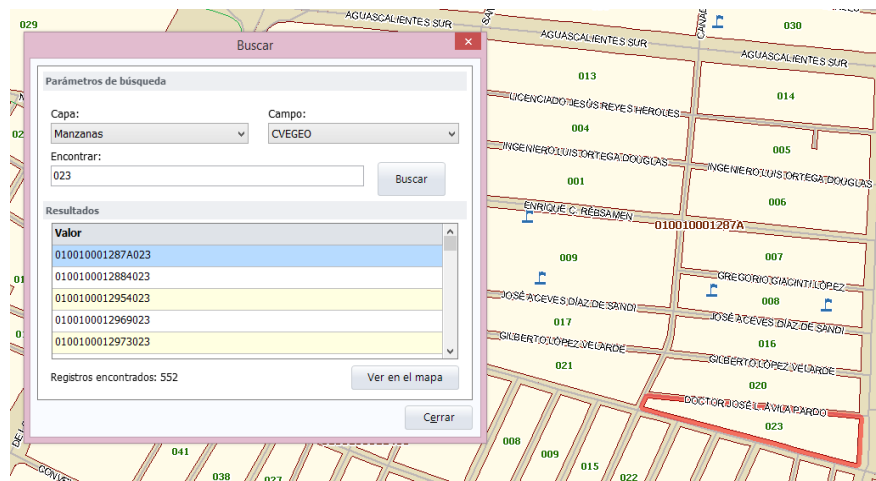 029
AGUASCALIENTES SUR
030
AGUASCALIENTES SUR
AGUASCALIENTES SUR
Buscar
Parámetros de búsqueda
Capa:
Campo:
Manzanas
CVEGEO
Encontrar:
023
Buscar
Resultados
Valor
010010001287A023
0100100012884023
0100100012954023
0100100012969023
0100100012973023
Registros encontrados: 552
Ver en el mapa
Cerrar
013
014
LICENCIADO JESÚS REYES HEROLES
004
005
INGENIERO LUIS ORTEGA DOUGLAS
INGENIERO LUIS ORTEGA DOUGLAS
001
006
ENRIQUE C. RÉBSAMEN
010010001287A
009
007
GREGORIO GIACINTI LÓPEZ
008
JOSÉ ACEVES DÍAZ DE SANDI
JOSÉ ACEVES DÍAZ DE SANDI
017
016
GILBERTO LÓPEZ VELARDE
GILBERTO LÓPEZ VELARDE
021
020
DOCTOR JOSÉ L. ÁVILA PARDO
023
008
009
015
022
041
038
027